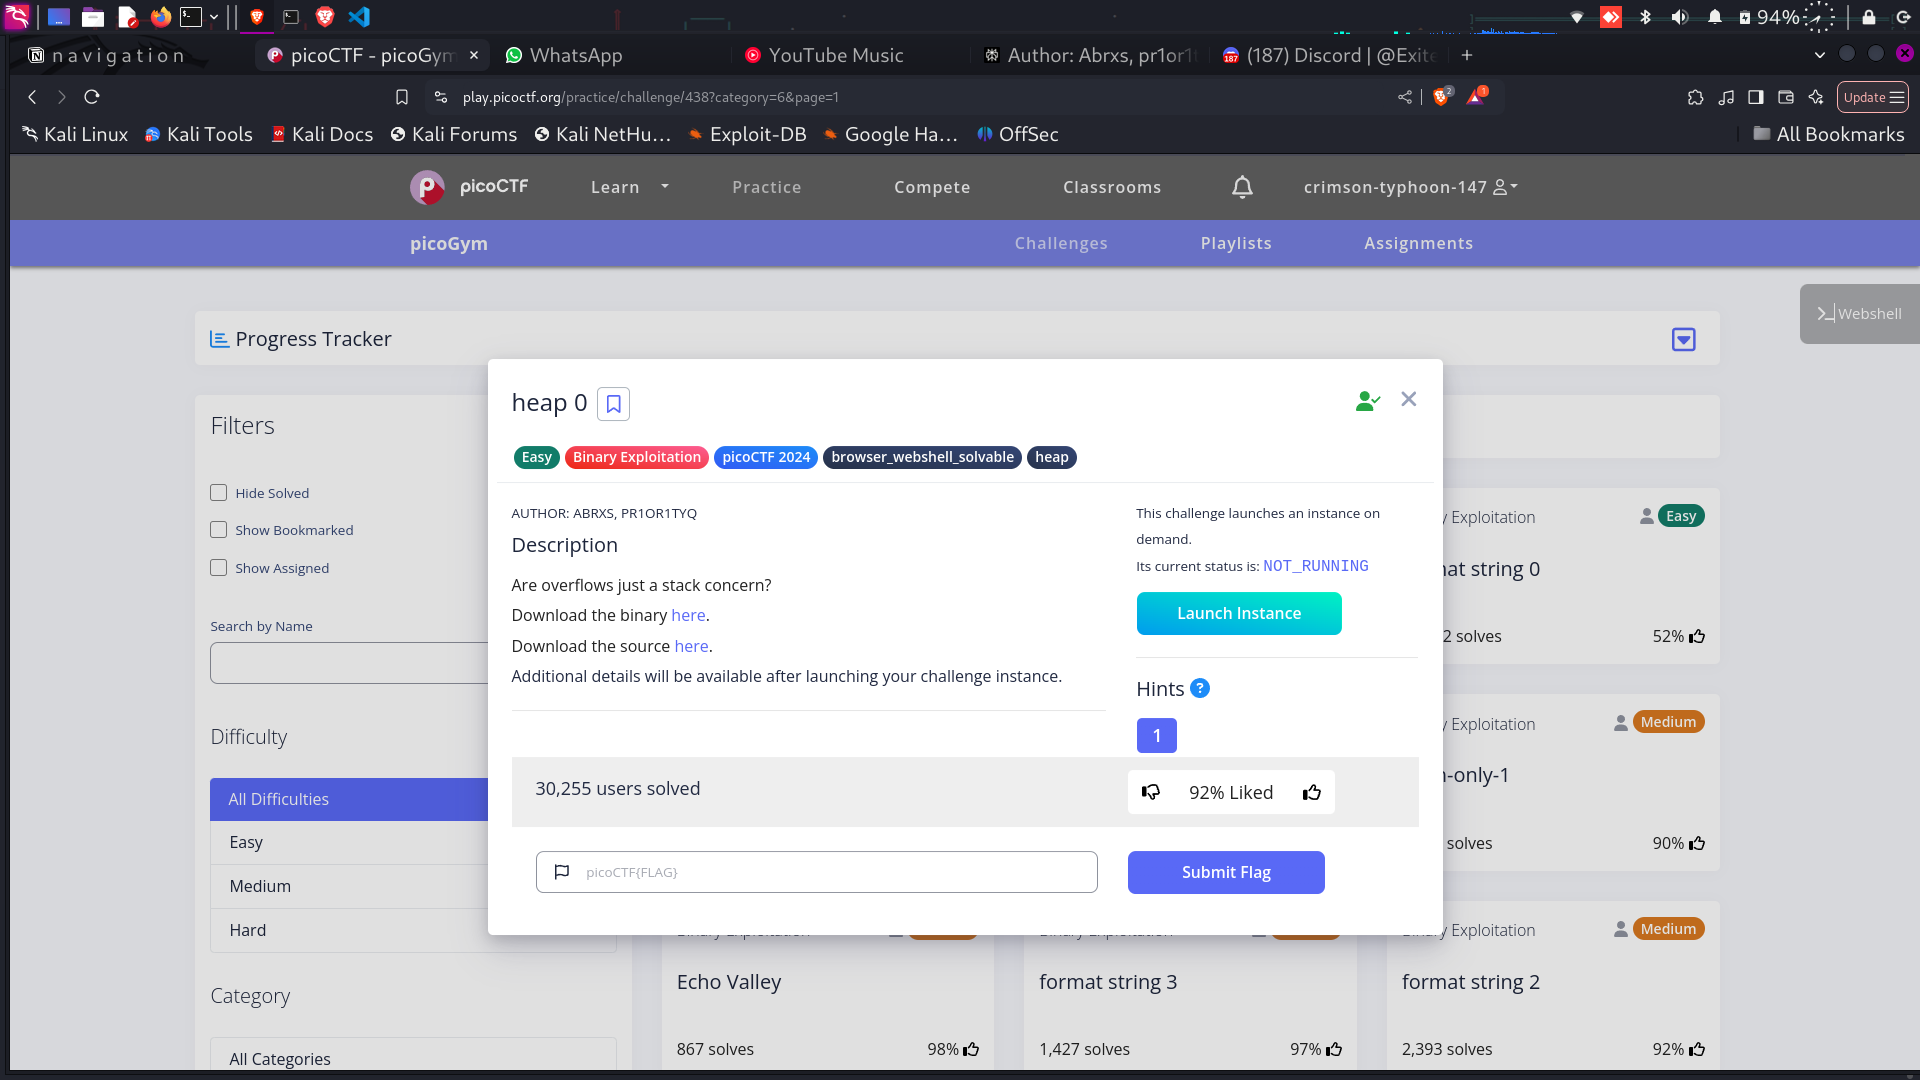 94%
navigation
picoCTF - picoGym
WhatsApp
YouTube Music
Author: Abrxs, pr1or1t
(187) Discord | @Exite
play.picoctf.org/practice/challenge/438?category=6&page=1
2
1
Update
Kali Linux
Kali Tools
Kali Docs
Kali Forums
Kali NetHu...
Exploit-DB
Google Ha...
OffSec
All Bookmarks
picoCTF
Learn
Practice
Compete
Classrooms
crimson-typhoon-147
picoGym
Challenges
Playlists
Assignments
Webshell
Progress Tracker
Filters
Hide Solved
Show Bookmarked
Show Assigned
Search by Name
Difficulty
All Difficulties
Easy
Medium
Hard
Category
All Categories
heap 0
Easy
Binary Exploitation
picoCTF 2024
browser_webshell_solvable
heap
AUTHOR: ABRXS, PR1OR1TYQ
Description
Are overflows just a stack concern?
Download the binary here.
Download the source here.
Additional details will be available after launching your challenge instance.
This challenge launches an instance on
demand.
Its current status is: NOT_RUNNING
Launch Instance
Hints ?
1
30,255 users solved
92% Liked
picoCTF{FLAG}
Submit Flag
y Exploitation
Easy
nat string 0
2 solves
52%
y Exploitation
Medium
n-only-1
solves
90%
Exploitation
Medium
Echo Valley
867 solves
98%
format string 3
1,427 solves
97%
format string 2
2,393 solves
92%